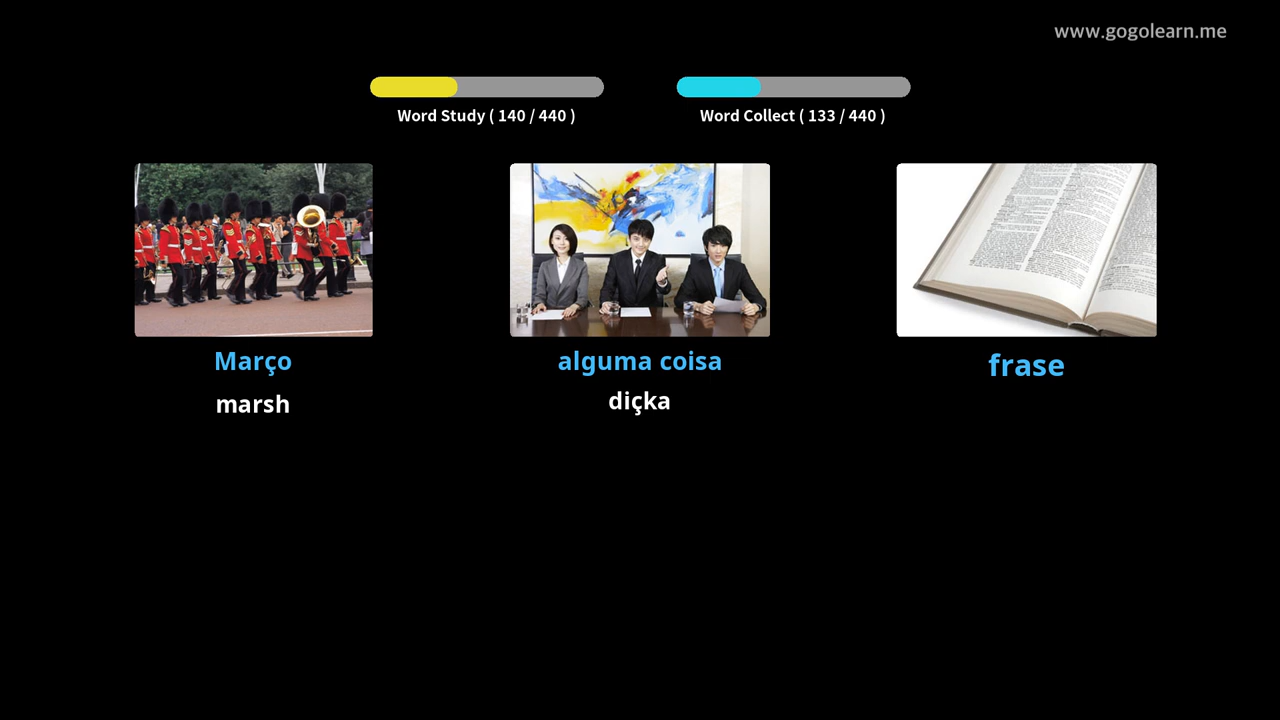 www.gogolearn.me
Word Study ( 140 / 440 )
Word Collect ( 133 / 440 )
Março
alguma coisa
frase
marsh
diçka